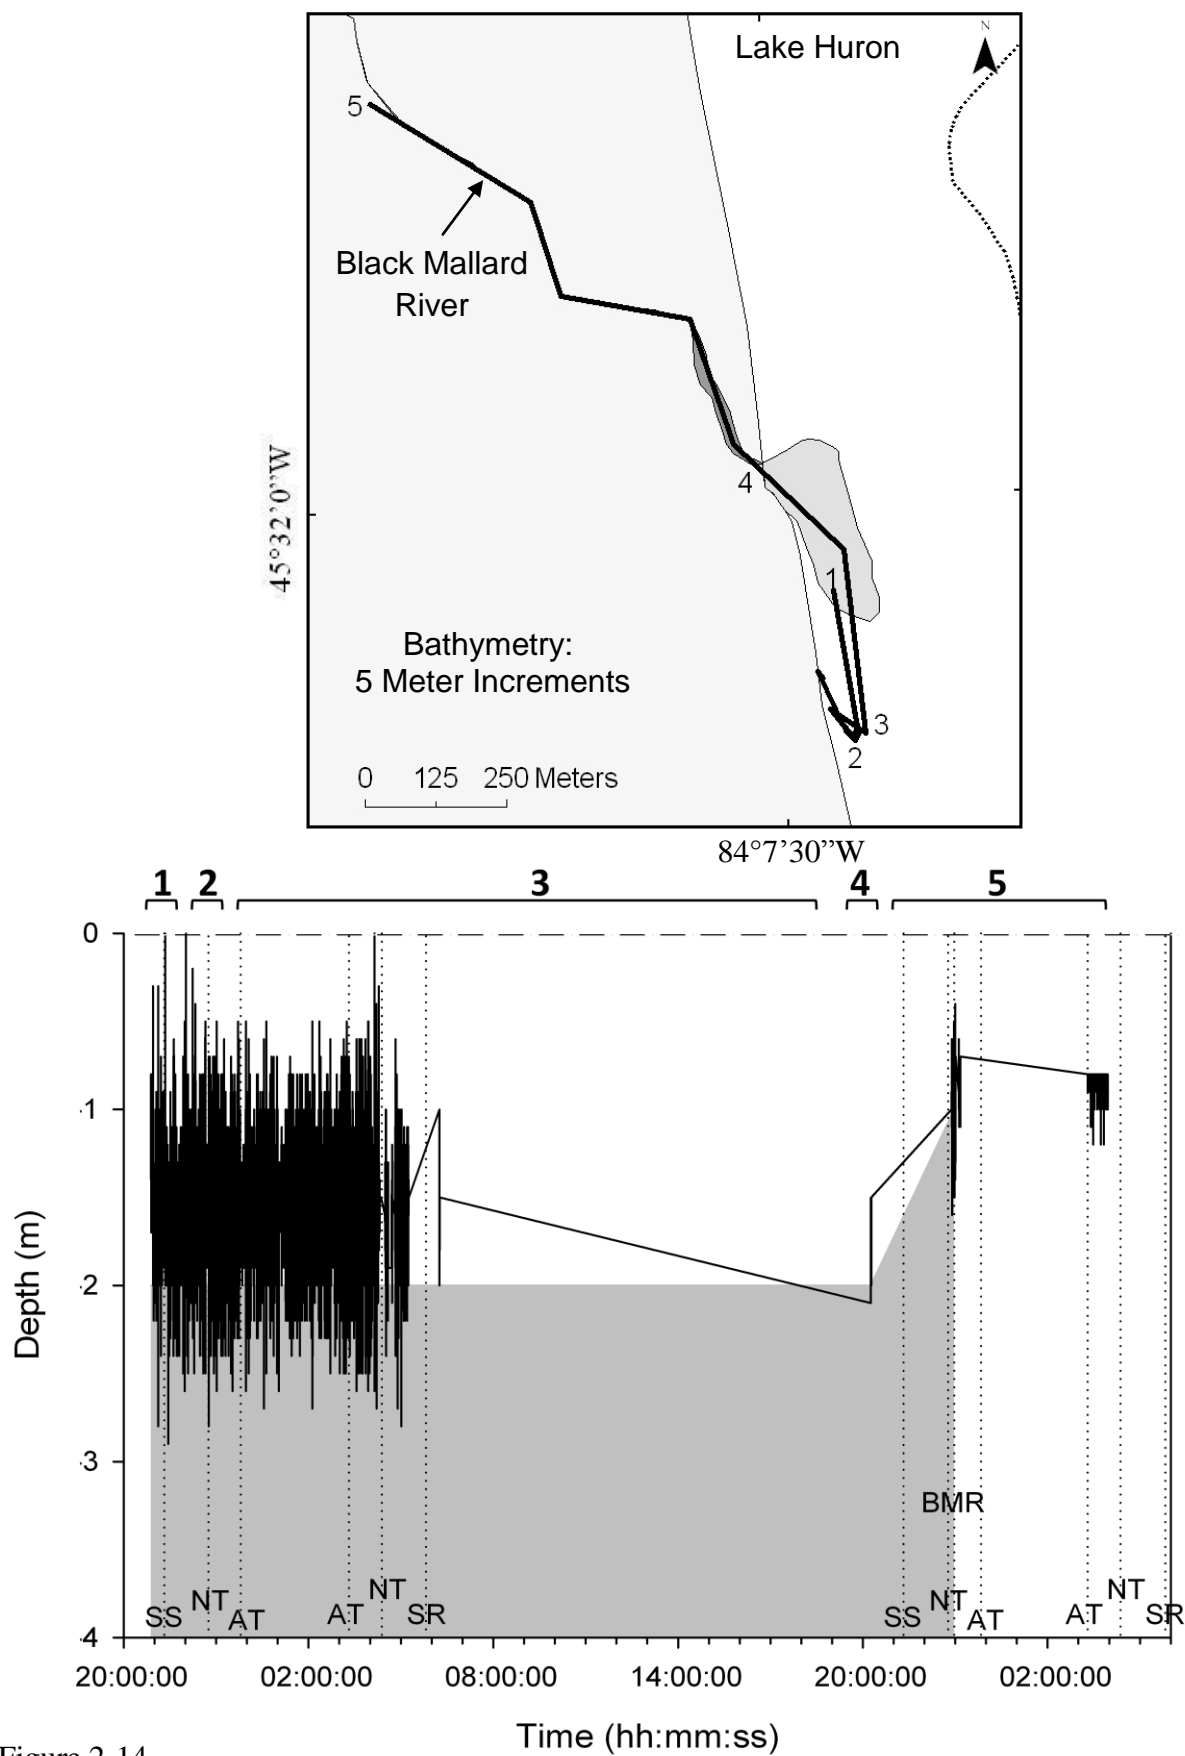 Lake Huron
N
5
Black Mallard
River
4
45°32'0"W
1
Bathymetry:
5 Meter Increments
3
2
0 125 250 Meters
84°7'30"W
1 2 3 4 5
0
1
2
3
4
Depth (m)
BMR
SS NT AT AT NT SR SS NT AT AT NT SR
20:00:00 02:00:00 08:00:00 14:00:00 20:00:00 02:00:00
Time (hh:mm:ss)
Figure 2-14